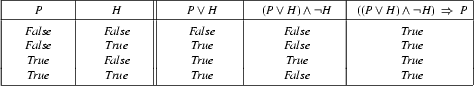 P H P ∨ H (P ∨ H) ∧ ¬H ((P ∨ H) ∧ ¬H) ⇒ P
False False False False True
False True True False True
True False True True True
True True True False True